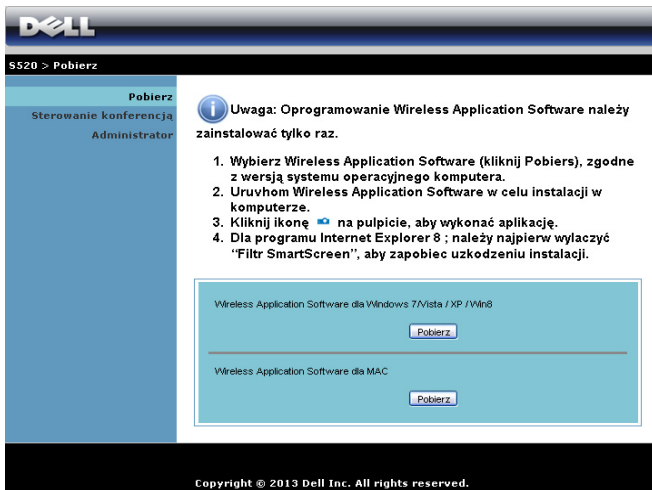 DELL
S520 > Pobierz
Pobierz
Sterowanie konferencją
Administrator
Uwaga: Oprogramowanie Wireless Application Software należy
zainstalować tylko raz.
1. Wybierz Wireless Application Software (kliknij Pobiers), zgodne
z wersją systemu operacyjnego komputera.
2. Uruvhom Wireless Application Software w celu instalacji w
komputerze.
3. Kliknij ikonę na pulpicie, aby wykonać aplikację.
4. Dla programu Internet Explorer 8 ; należy najpierw wylaczyć
“Filtr SmartScreen”, aby zapobiec uzkodzeniu instalacji.
Wireless Application Software dla Windows 7/Vista / XP / Win8
Pobierz
Wireless Application Software dla MAC
Pobierz
Copyright © 2013 Dell Inc. All rights reserved.